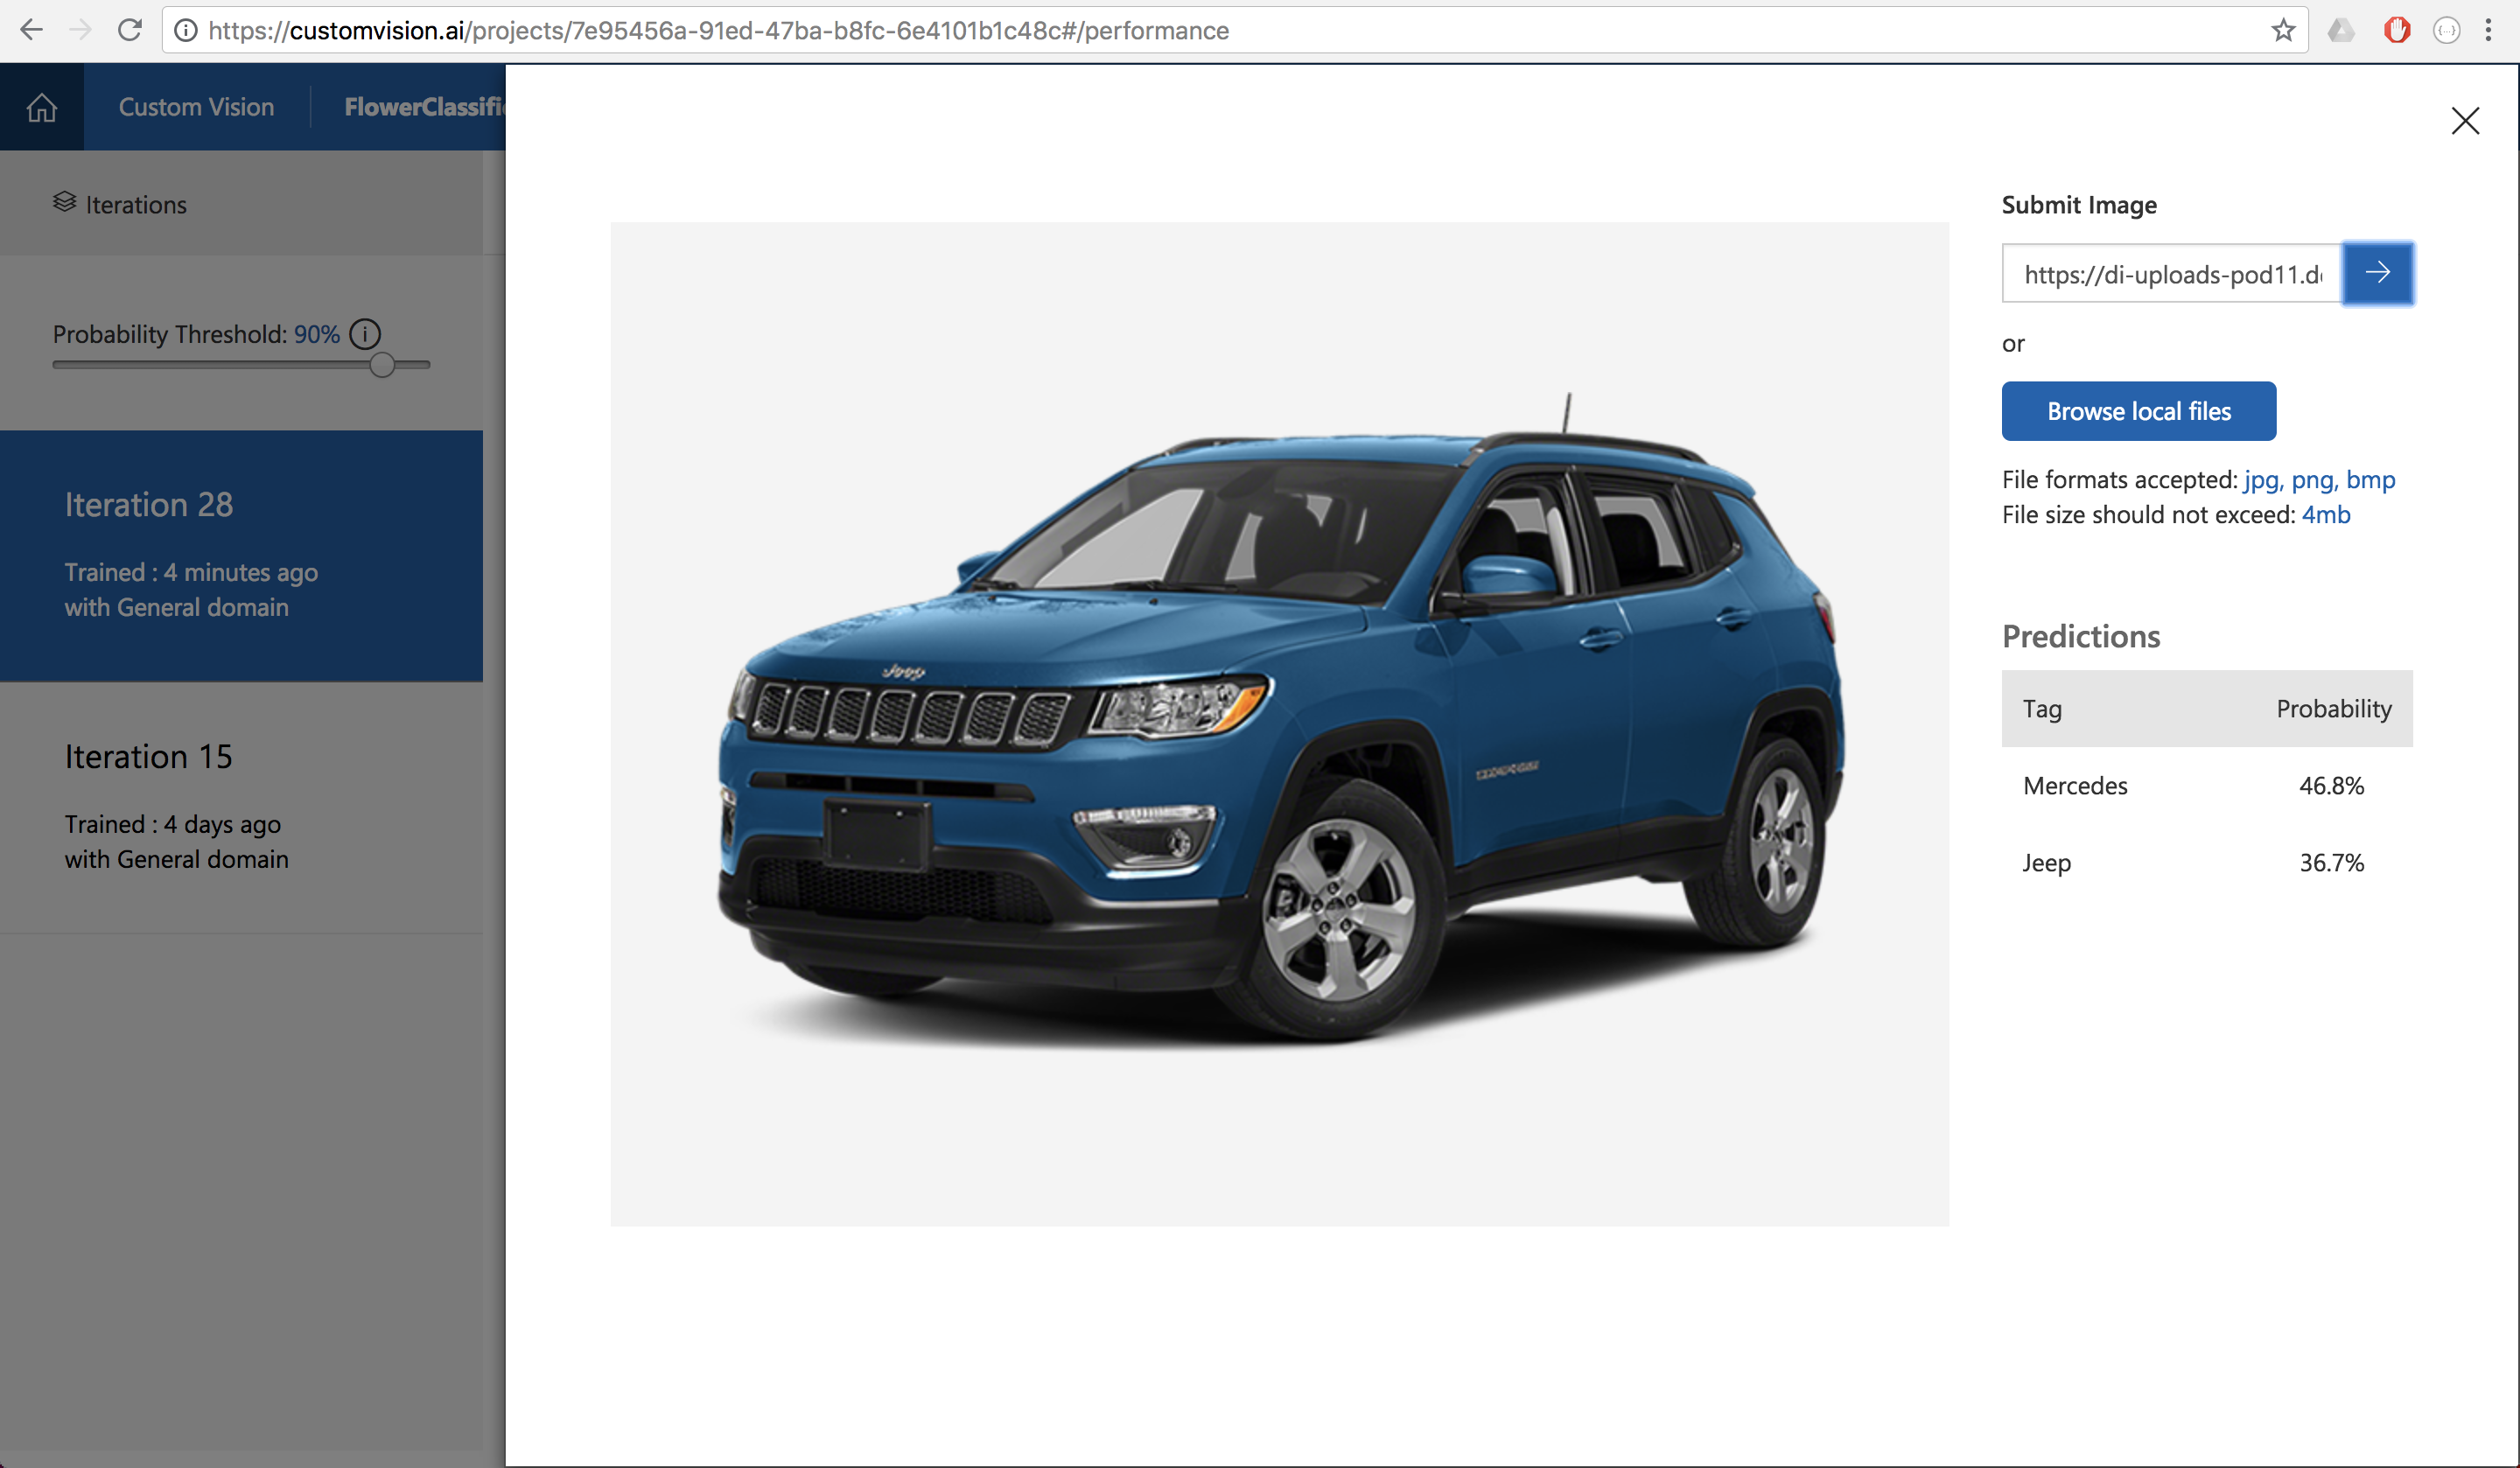 https://customvision.ai/projects/7e95456a-91ed-47ba-b8fc-6e4101b1c48c#/performance
Custom Vision
FlowerClassifi
Iterations
Probability Threshold: 90%
Iteration 28
Trained : 4 minutes ago
with General domain
Iteration 15
Trained : 4 days ago
with General domain
Jeep
Submit Image
https://di-uploads-pod11.d
or
Browse local files
File formats accepted: jpg, png, bmp
File size should not exceed: 4mb
Predictions
Tag Probability
Mercedes 46.8%
Jeep 36.7%